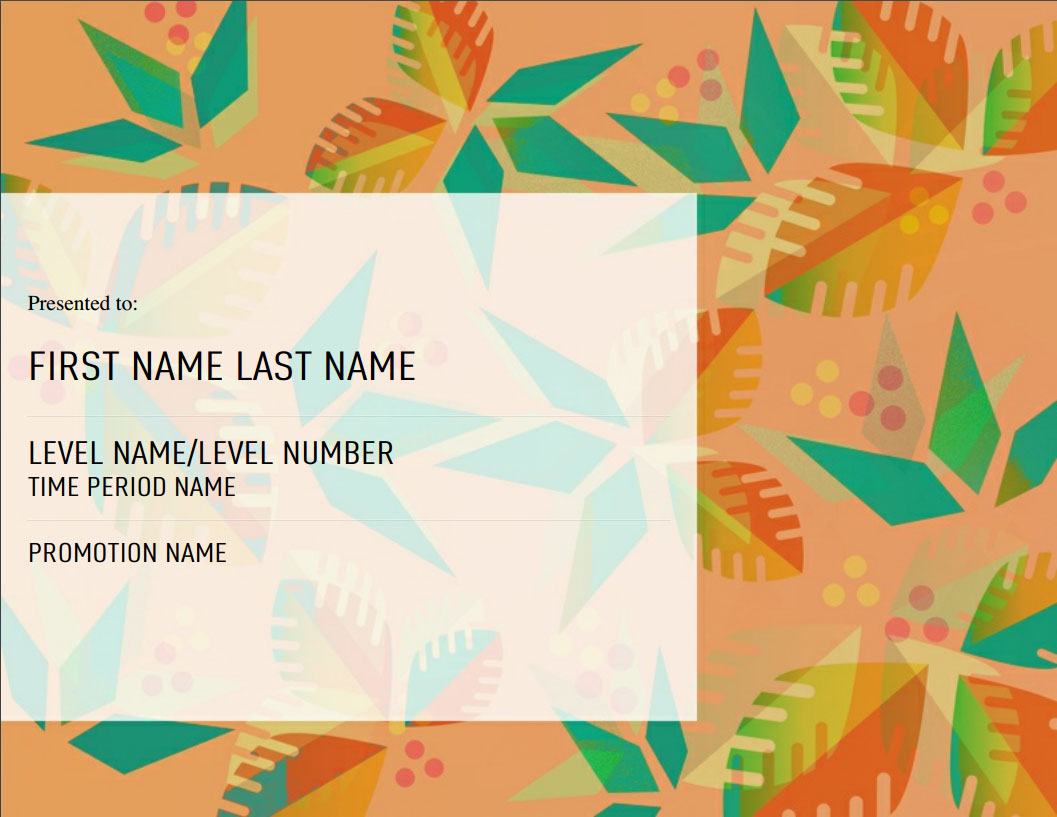 Presented to:
FIRST NAME LAST NAME
LEVEL NAME/LEVEL NUMBER
TIME PERIOD NAME
PROMOTION NAME